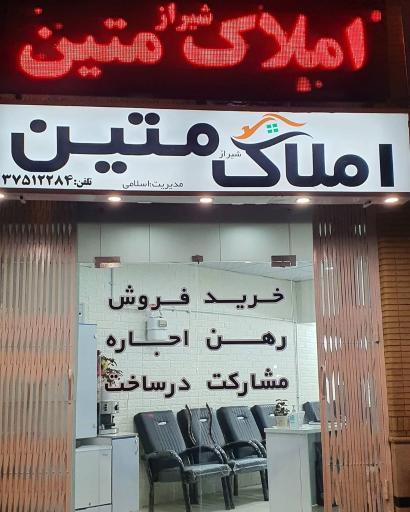 املاک متین
شیراز
املاک متین
شیراز
مدیریت:اسلامی
تلفن:۳۷۵۱۲۲۸۴
خرید فروش
رهن اجاره
مشارکت درساخت